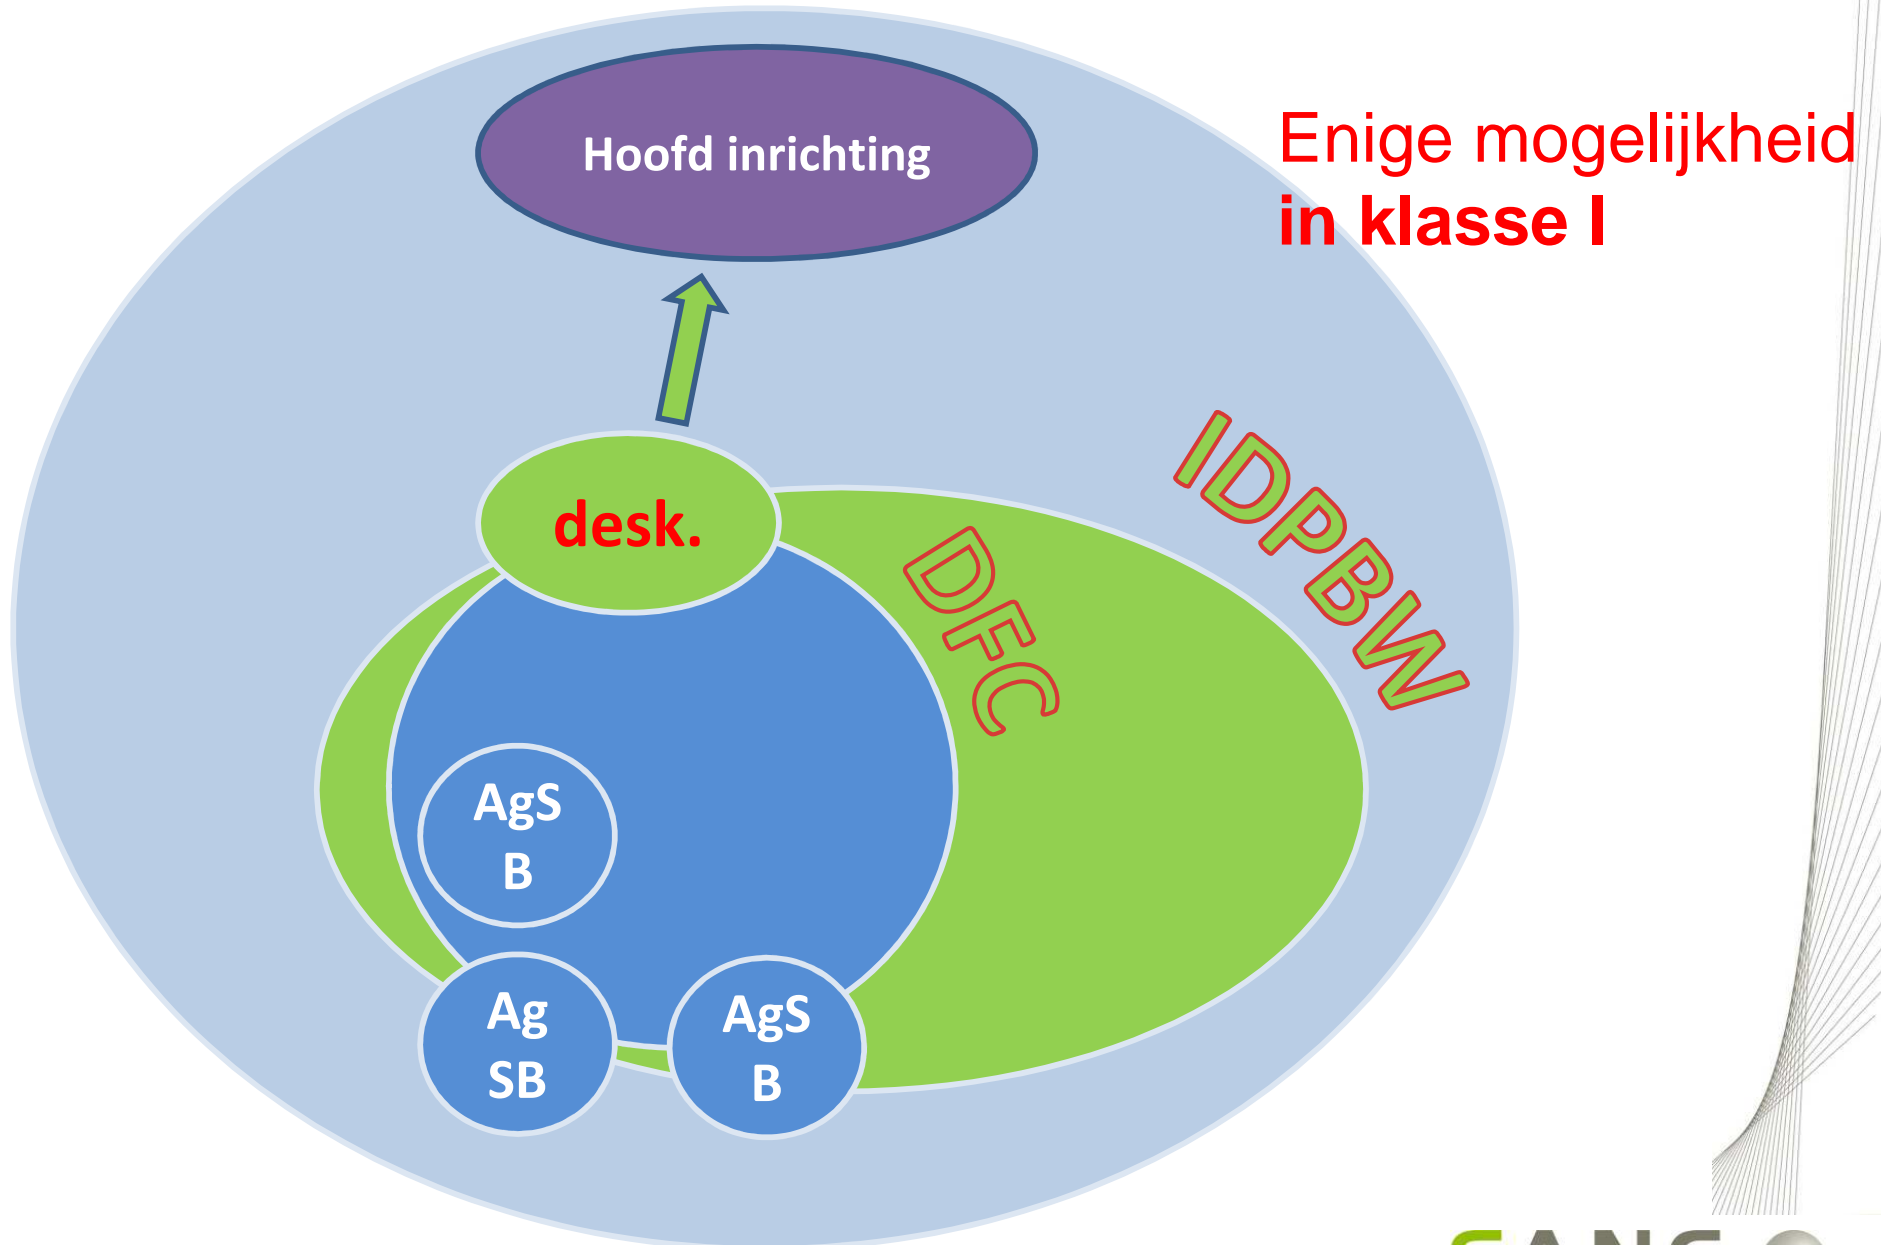 Hoofd inrichting
Enige mogelijkheid
in klasse I
desk.
DFC
IDPBW
AgS
B
Ag
SB
AgS
B